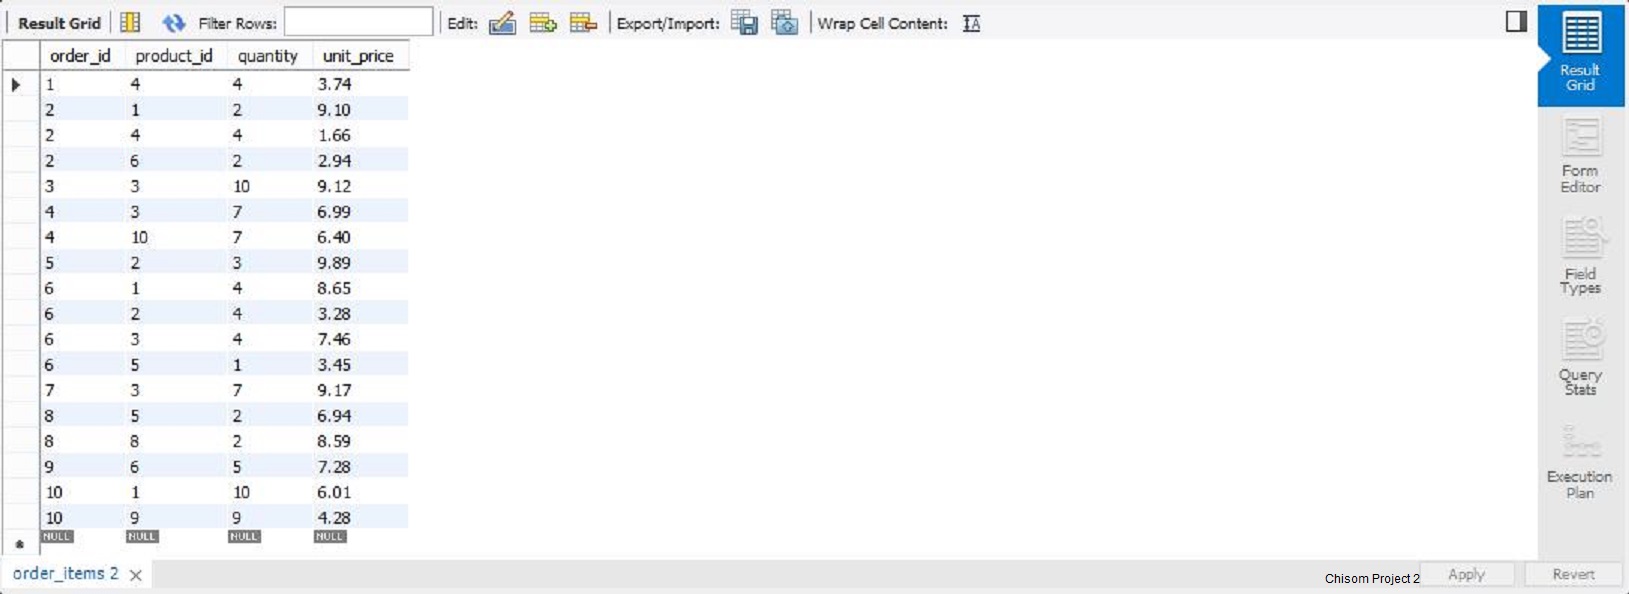 Result Grid Filter Rows: Edit: Export/Import: Wrap Cell Content: IA
order_id product_id quantity unit_price
1 4 4 3.74
2 1 2 9.10
2 4 4 1.66
2 6 2 2.94
3 3 10 9.12
4 3 7 6.99
4 10 7 6.40
5 2 3 9.89
6 1 4 8.65
6 2 4 3.28
6 3 4 7.46
6 5 1 3.45
7 3 7 9.17
8 5 2 6.94
8 8 2 8.59
9 6 5 7.28
10 1 10 6.01
10 9 9 4.28
NULL NULL NULL NULL
order_items 2
Chisom Project 2 Apply Revert
Result
Grid
Form
Editor
Field
Types
Query
Stats
Execution
Plan